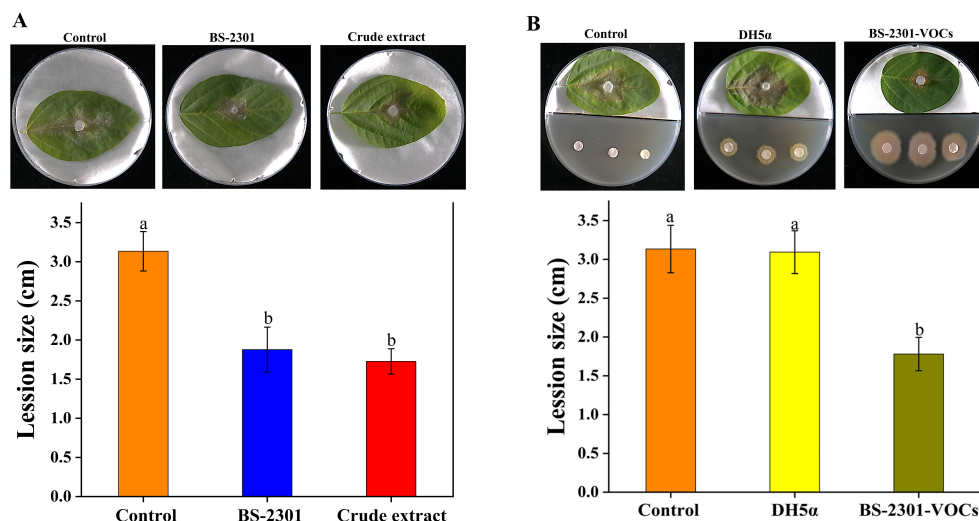 A
Control BS-2301 Crude extract
Lession size (cm)
3.5
3.0
2.5
2.0
1.5
1.0
0.5
0.0
a
b
b
Control BS-2301 Crude extract
B
Control DH5α BS-2301-VOCs
Lession size (cm)
3.5
3.0
2.5
2.0
1.5
1.0
0.5
0.0
a
a
b
Control DH5α BS-2301-VOCs